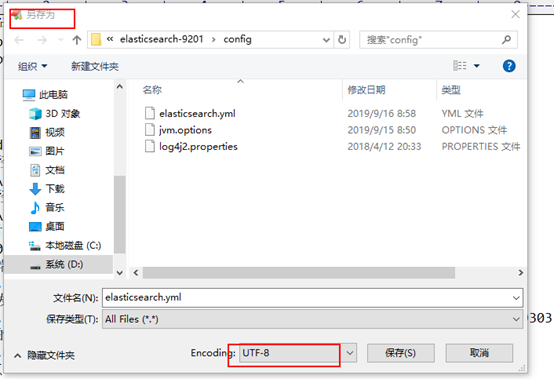 另存为
« elasticsearch-9201 › config
搜索"config"
组织 新建文件夹
此电脑
3D 对象
视频
图片
文档
下载
音乐
桌面
本地磁盘 (C:)
系统 (D:)
名称 修改日期 类型
elasticsearch.yml 2019/9/16 8:58 YML 文件
jvm.options 2019/9/15 8:50 OPTIONS 文件
log4j2.properties 2018/4/12 20:33 PROPERTIES 文件
文件名(N): elasticsearch.yml
保存类型(T): All Files (*.*)
9303
隐藏文件夹 Encoding: UTF-8 保存(S) 取消